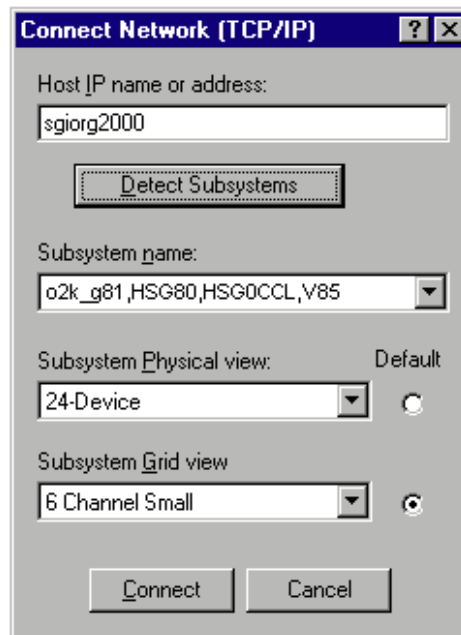 Connect Network (TCP/IP)
Host IP name or address:
sgiorg2000
Detect Subsystems
Subsystem name:
o2k_g81,HSG80,HSG0CCL,V85
Subsystem Physical view: Default
24-Device
Subsystem Grid view
6 Channel Small
Connect Cancel